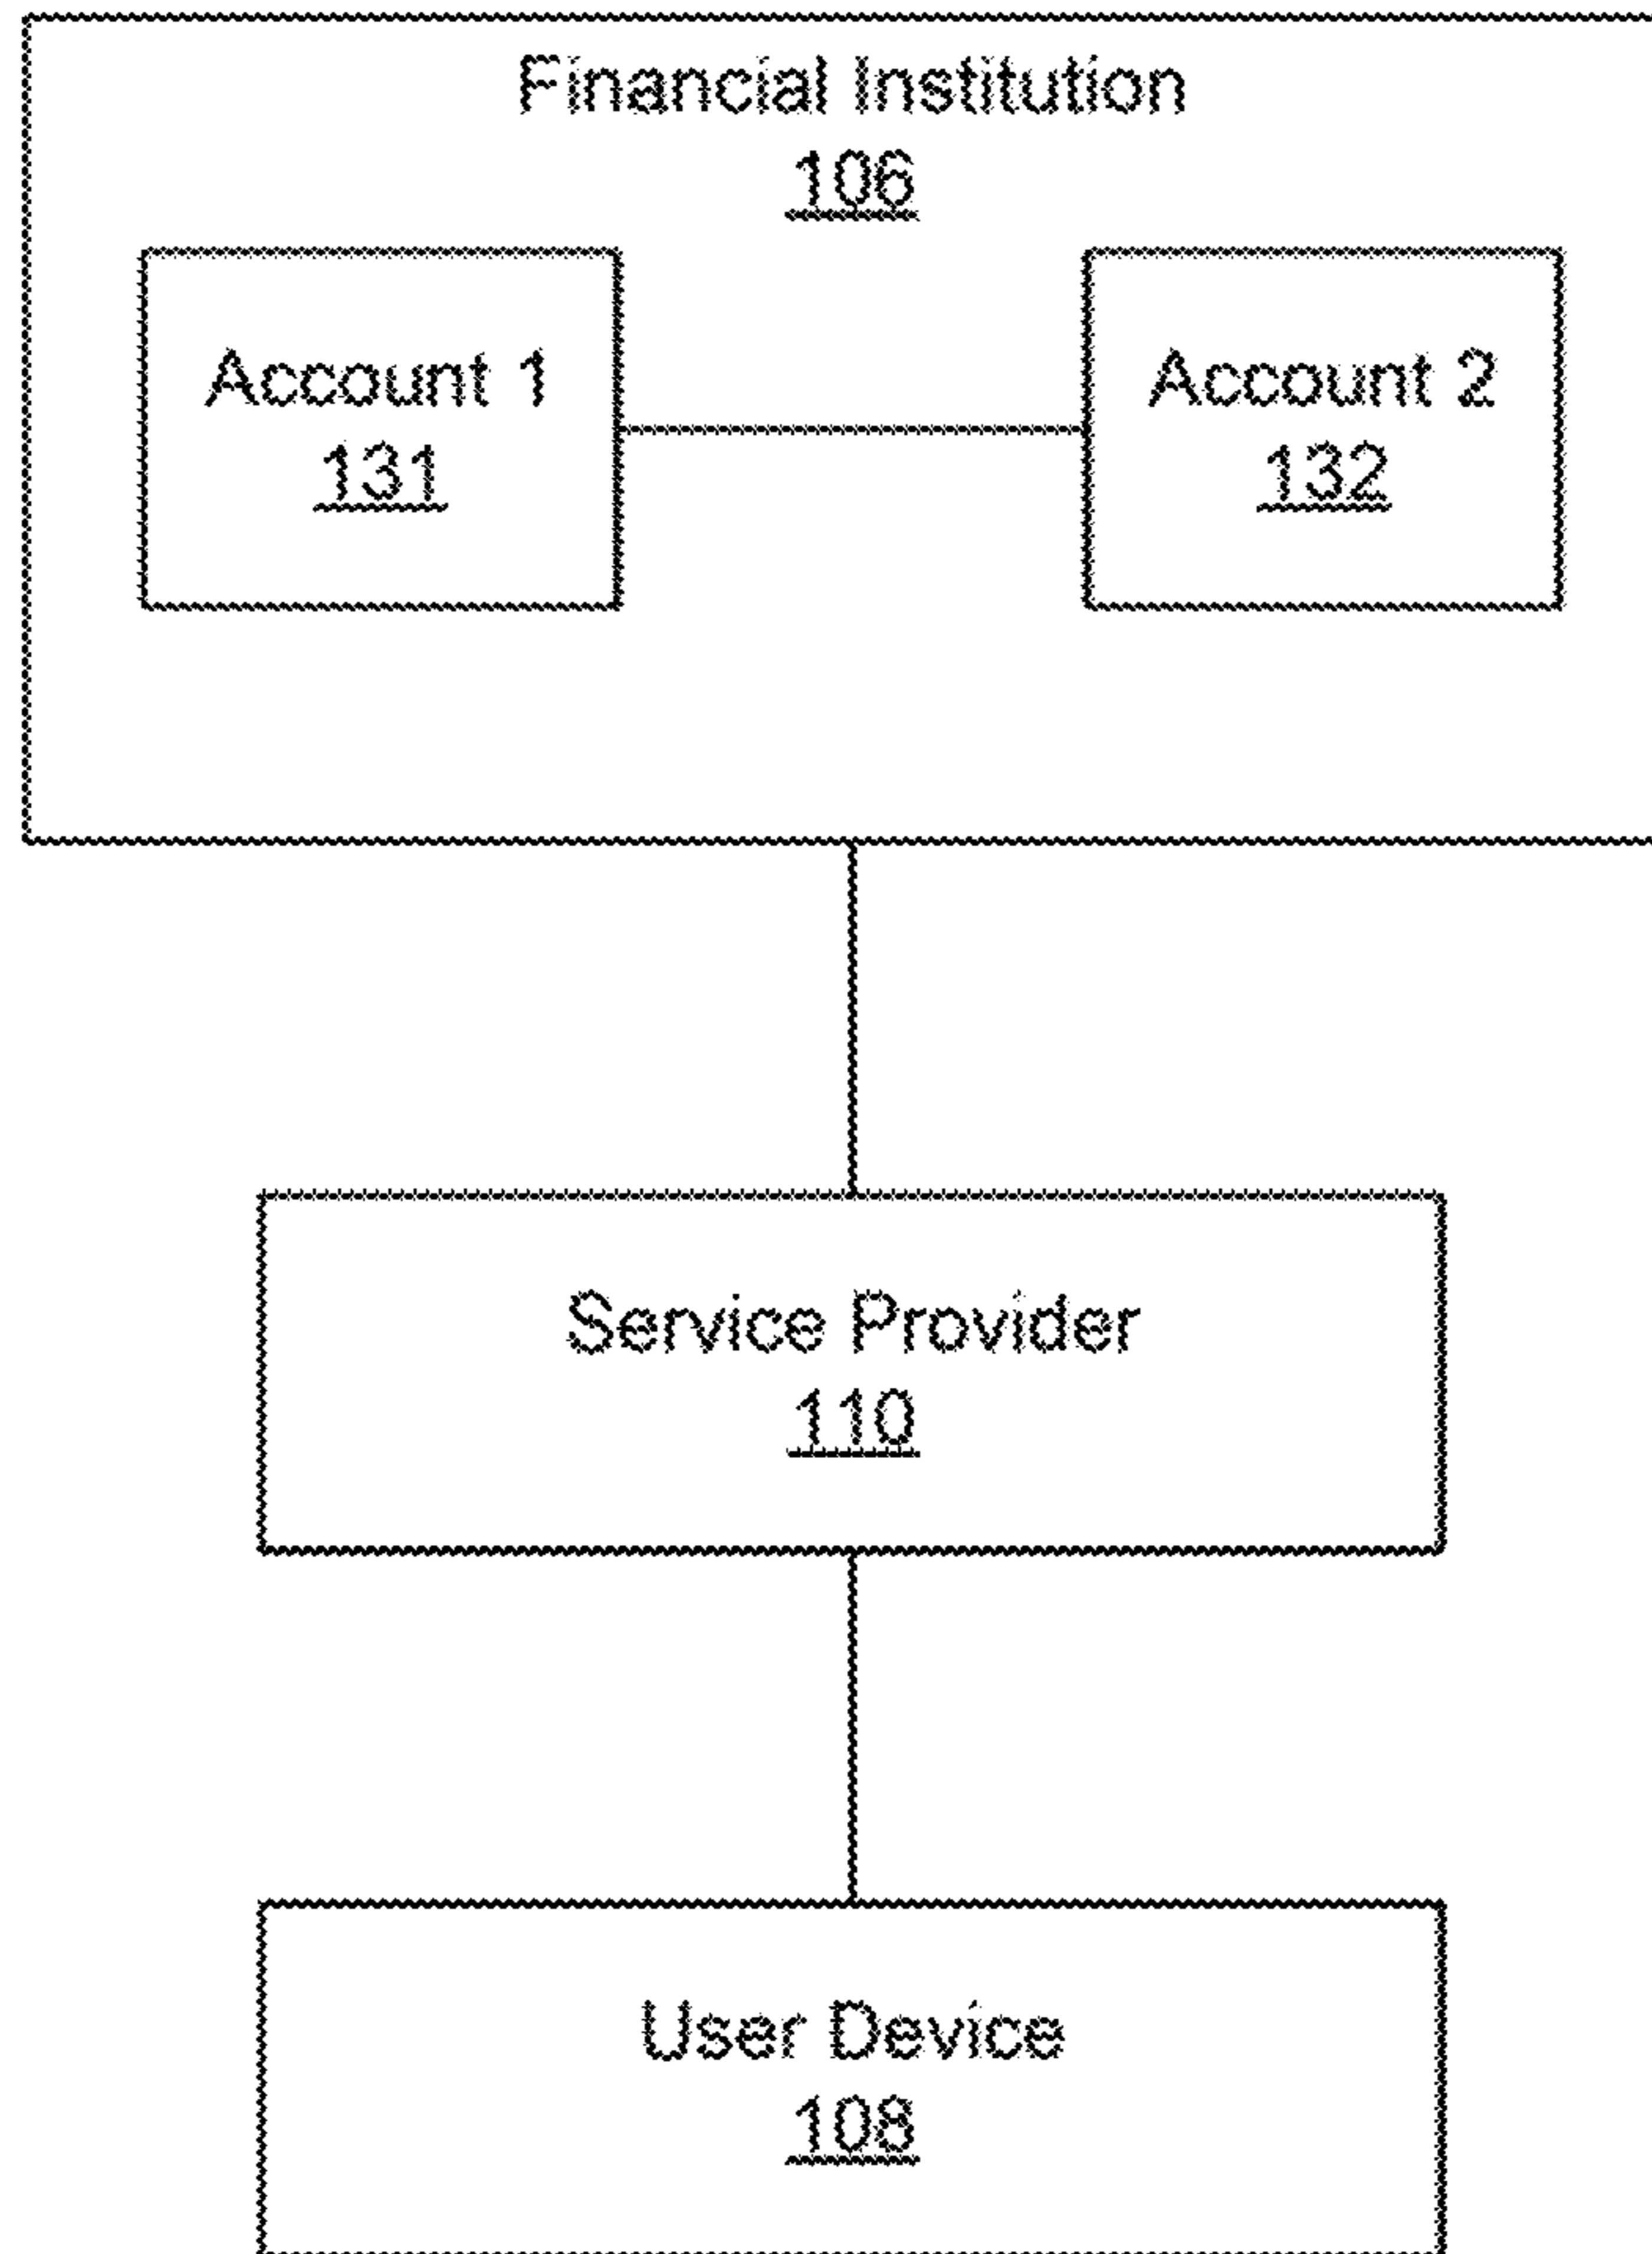 Financial Institution
106
Account 1
131
Account 2
132
Service Provider
110
User Device
108